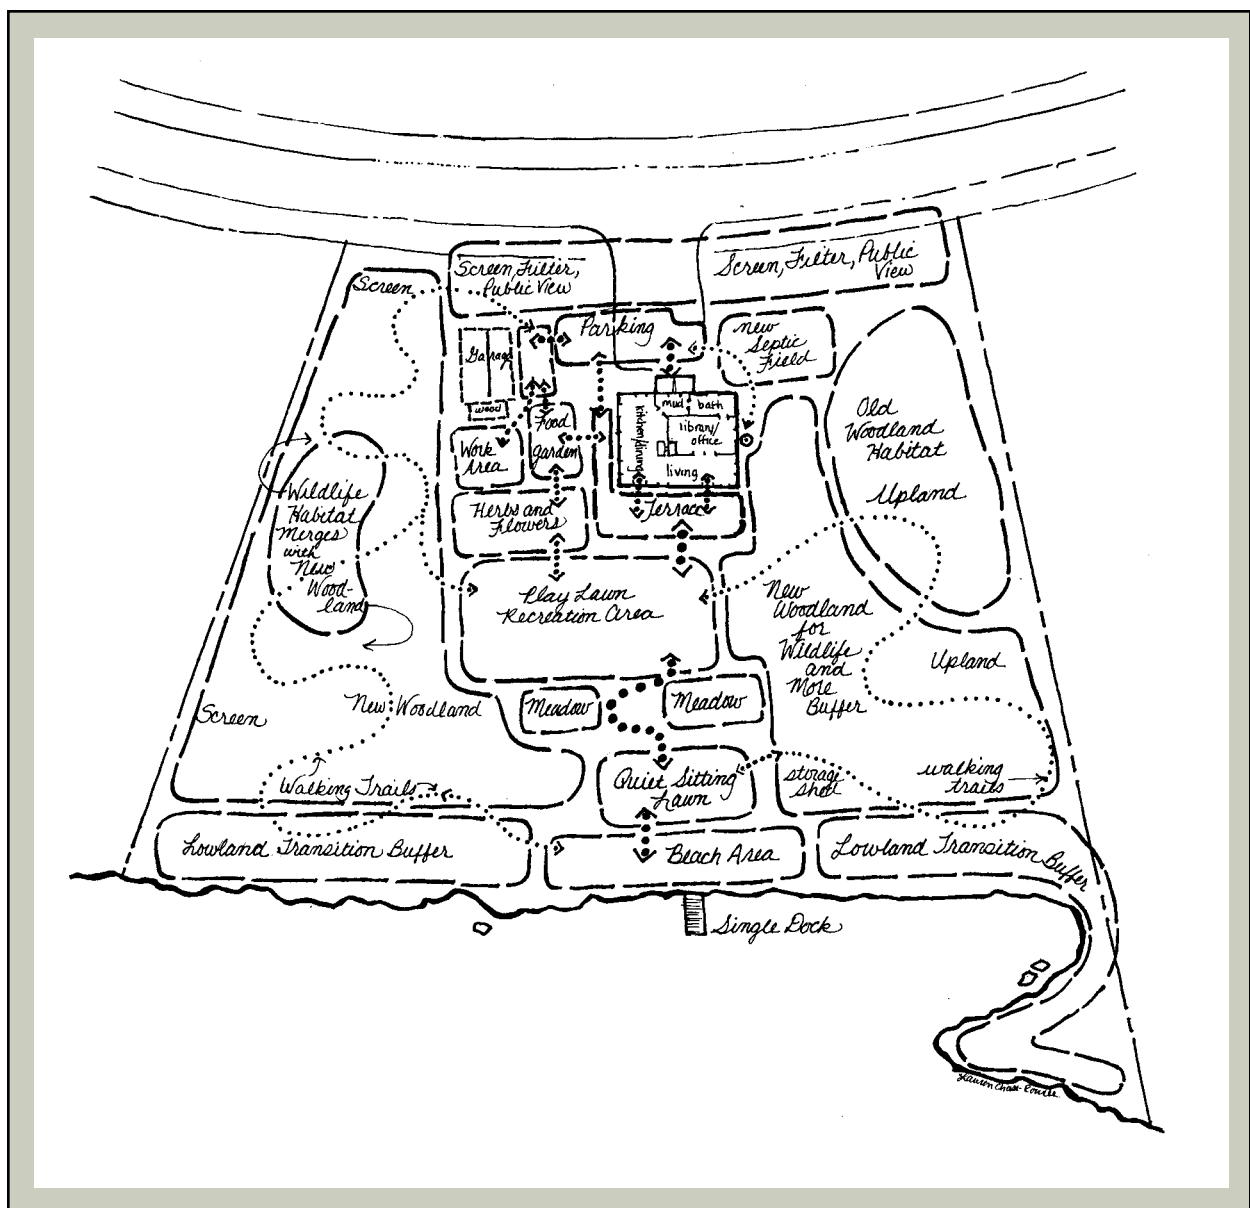 Screen, Filter,
Public View
Screen, Filter, Public
View
Screen
Parking
new
Septic
Field
Garage
wood
Food
garden
Work
Area
mud
bath
library/
office
kitchen/dining
living
Terrace
Herbs and
Flowers
Old
Woodland
Habitat
Upland
Wildlife
Habitat
Merges
with
New
Wood-
land
Play Lawn
Recreation Area
New
Woodland
for
Wildlife
and
More
Buffer
Upland
Screen
New Woodland
Meadow
Meadow
Walking Trails
Quiet Sitting
Lawn
storage
shed
walking
trails
Lowland Transition Buffer
Beach Area
Lowland Transition Buffer
Single Dock
Lauren Chase-Rowell